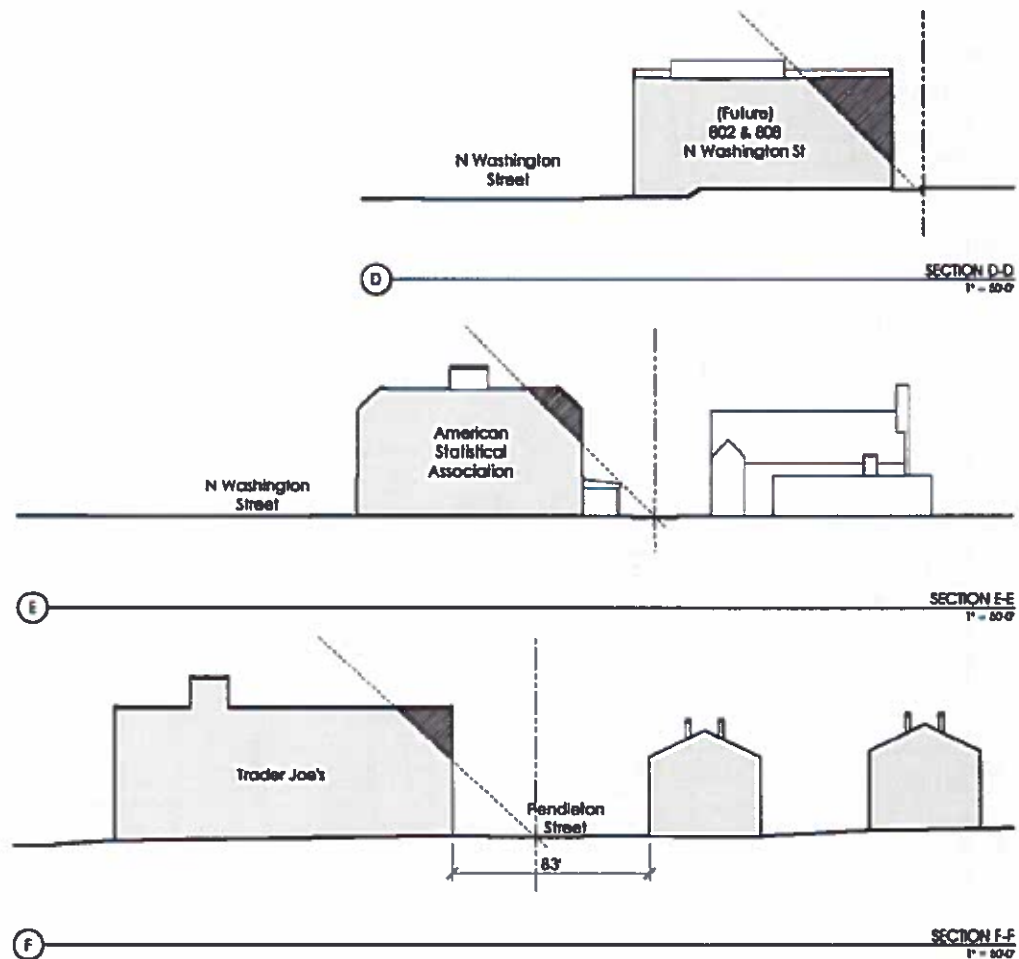 (Future)
802 & 808
N Washington St
N Washington
Street
D
SECTION D-D
American
Statistical
Association
N Washington
Street
E
SECTION E-E
Trader Joe's
Pendleton
Street
83'
F
SECTION F-F